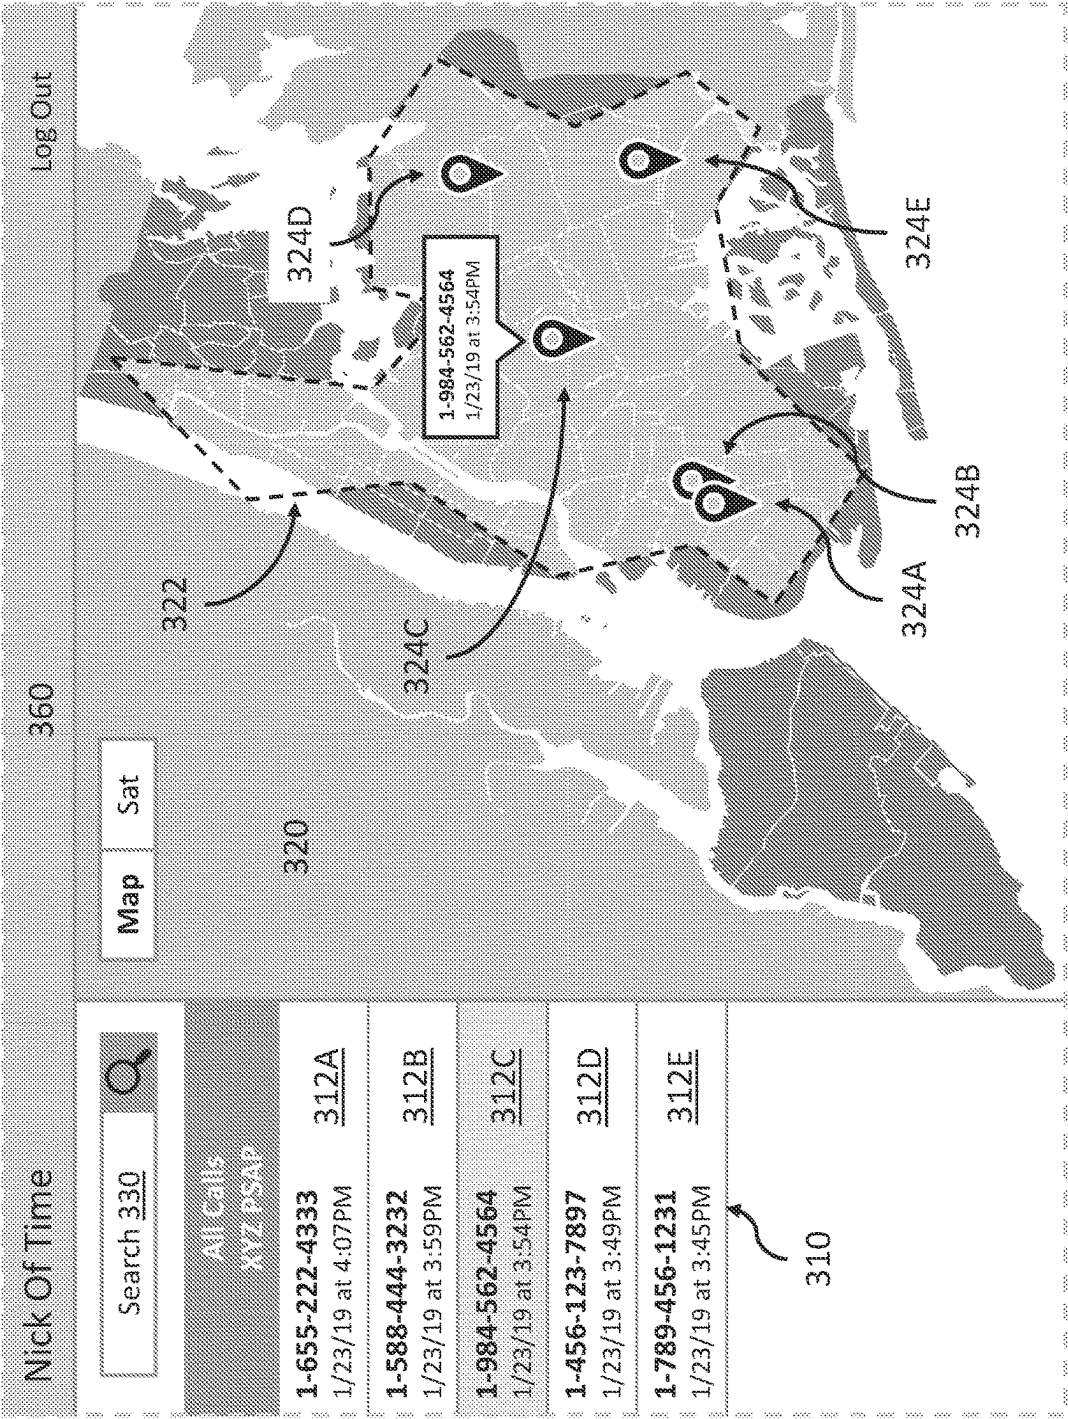 Nick Of Time
360
Log Out
Search 330
All Calls
XYZ PSAP
1-655-222-4333
1/23/19 at 4:07PM
312A
1-588-444-3232
1/23/19 at 3:59PM
312B
1-984-562-4564
1/23/19 at 3:54PM
312C
1-456-123-7897
1/23/19 at 3:49PM
312D
1-789-456-1231
1/23/19 at 3:45PM
312E
310
Map
Sat
320
322
324D
1-984-562-4564
1/23/19 at 3:54PM
324C
324A
324B
324E